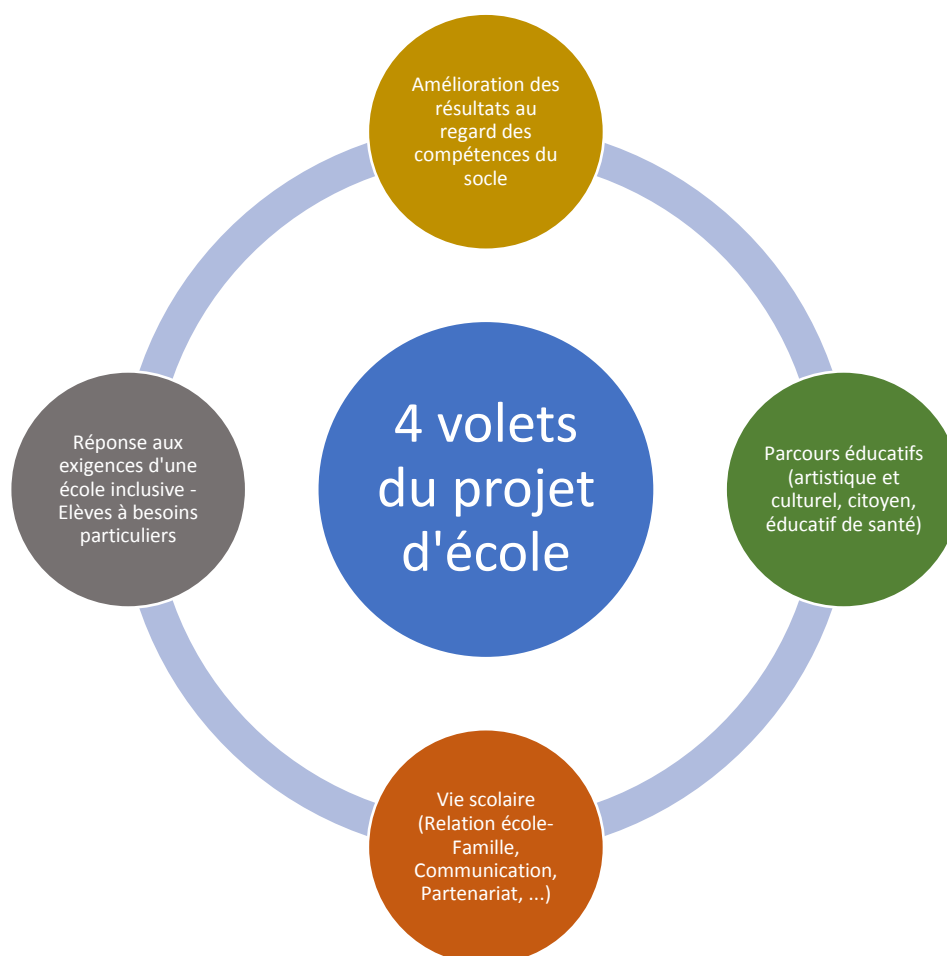 Amélioration des
résultats au
regard des
compétences du
socle
4 volets
du projet
d'école
Parcours éducatifs
(artistique et
culturel, citoyen,
éducatif de santé)
Vie scolaire
(Relation école-
Famille,
Communication,
Partenariat, ...)
Réponse aux
exigences d'une
école inclusive -
Elèves à besoins
particuliers